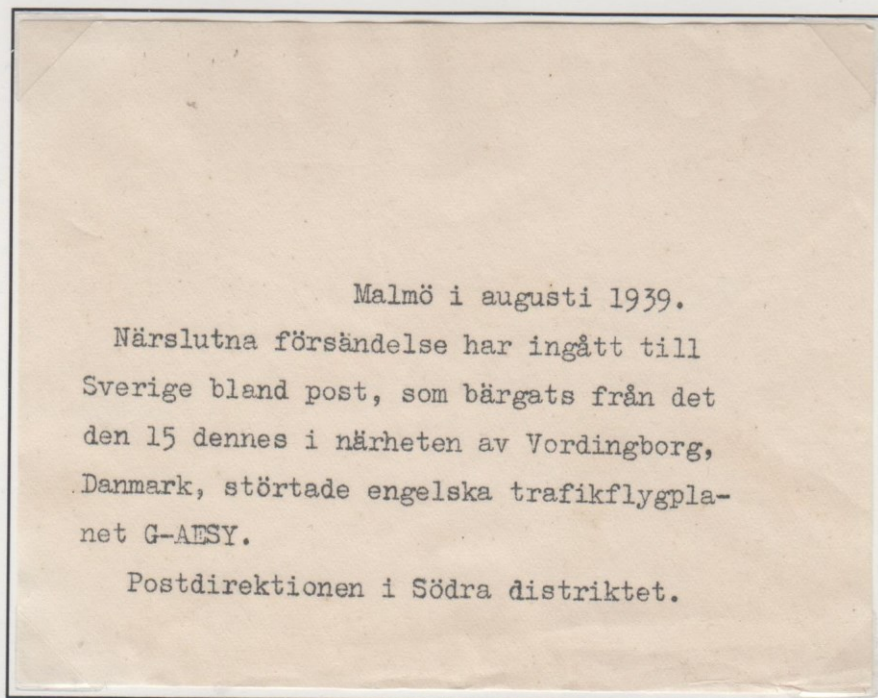 Malmö i augusti 1939.
Närslutna försändelse har ingått till
Sverige bland post, som bärgats från det
den 15 dennes i närheten av Vordingborg,
Danmark, störtade engelska trafikflygpla-
net G-AESY.
Postdirektionen i Södra distriktet.